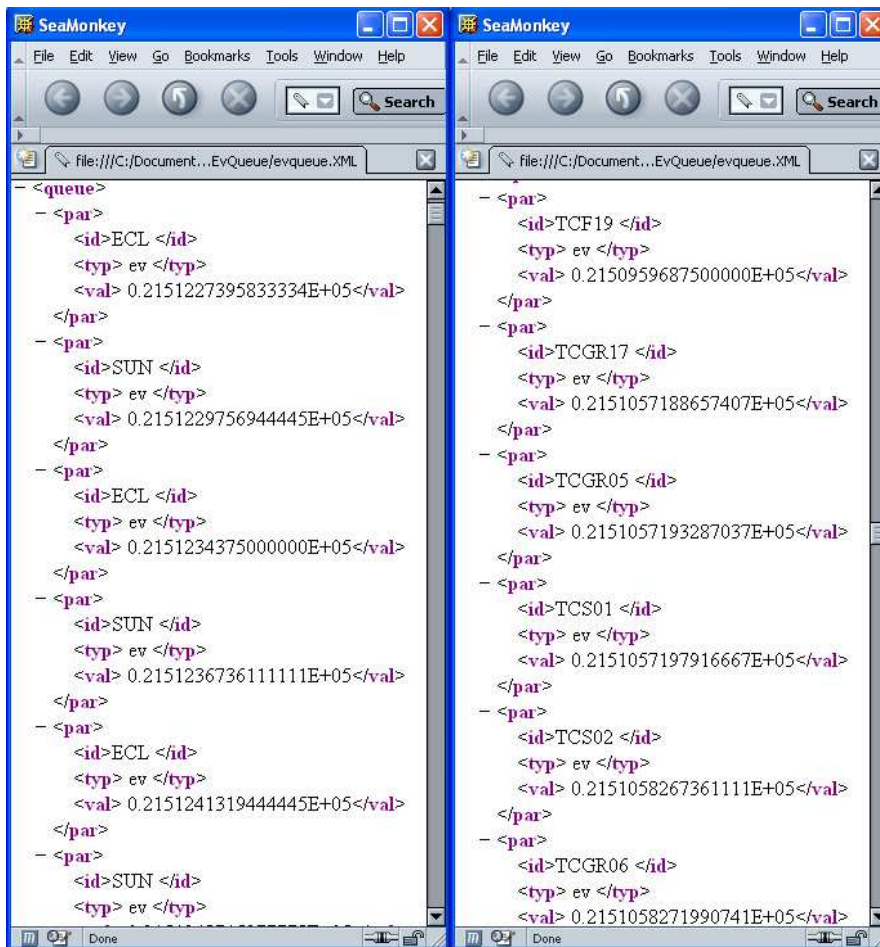 SeaMonkey
File Edit View Go Bookmarks Tools Window Help
Search
file:///C:/Document...EvQueue/evqueue.XML
– <queue>
– <par>
<id>ECL </id>
<typ> ev </typ>
<val> 0.2151227395833334E+05</val>
</par>
– <par>
<id>SUN </id>
<typ> ev </typ>
<val> 0.2151229756944445E+05</val>
</par>
– <par>
<id>ECL </id>
<typ> ev </typ>
<val> 0.2151234375000000E+05</val>
</par>
– <par>
<id>SUN </id>
<typ> ev </typ>
<val> 0.2151236736111111E+05</val>
</par>
– <par>
<id>ECL </id>
<typ> ev </typ>
<val> 0.2151241319444445E+05</val>
</par>
– <par>
<id>SUN </id>
<typ> ev </typ>
Done
SeaMonkey
File Edit View Go Bookmarks Tools Window Help
Search
file:///C:/Document...EvQueue/evqueue.XML
– <par>
<id>TCF19 </id>
<typ> ev </typ>
<val> 0.2150959687500000E+05</val>
</par>
– <par>
<id>TCGR17 </id>
<typ> ev </typ>
<val> 0.2151057188657407E+05</val>
</par>
– <par>
<id>TCGR05 </id>
<typ> ev </typ>
<val> 0.2151057193287037E+05</val>
</par>
– <par>
<id>TCS01 </id>
<typ> ev </typ>
<val> 0.2151057197916667E+05</val>
</par>
– <par>
<id>TCS02 </id>
<typ> ev </typ>
<val> 0.2151058267361111E+05</val>
</par>
– <par>
<id>TCGR06 </id>
<typ> ev </typ>
<val> 0.2151058271990741E+05</val>
Done